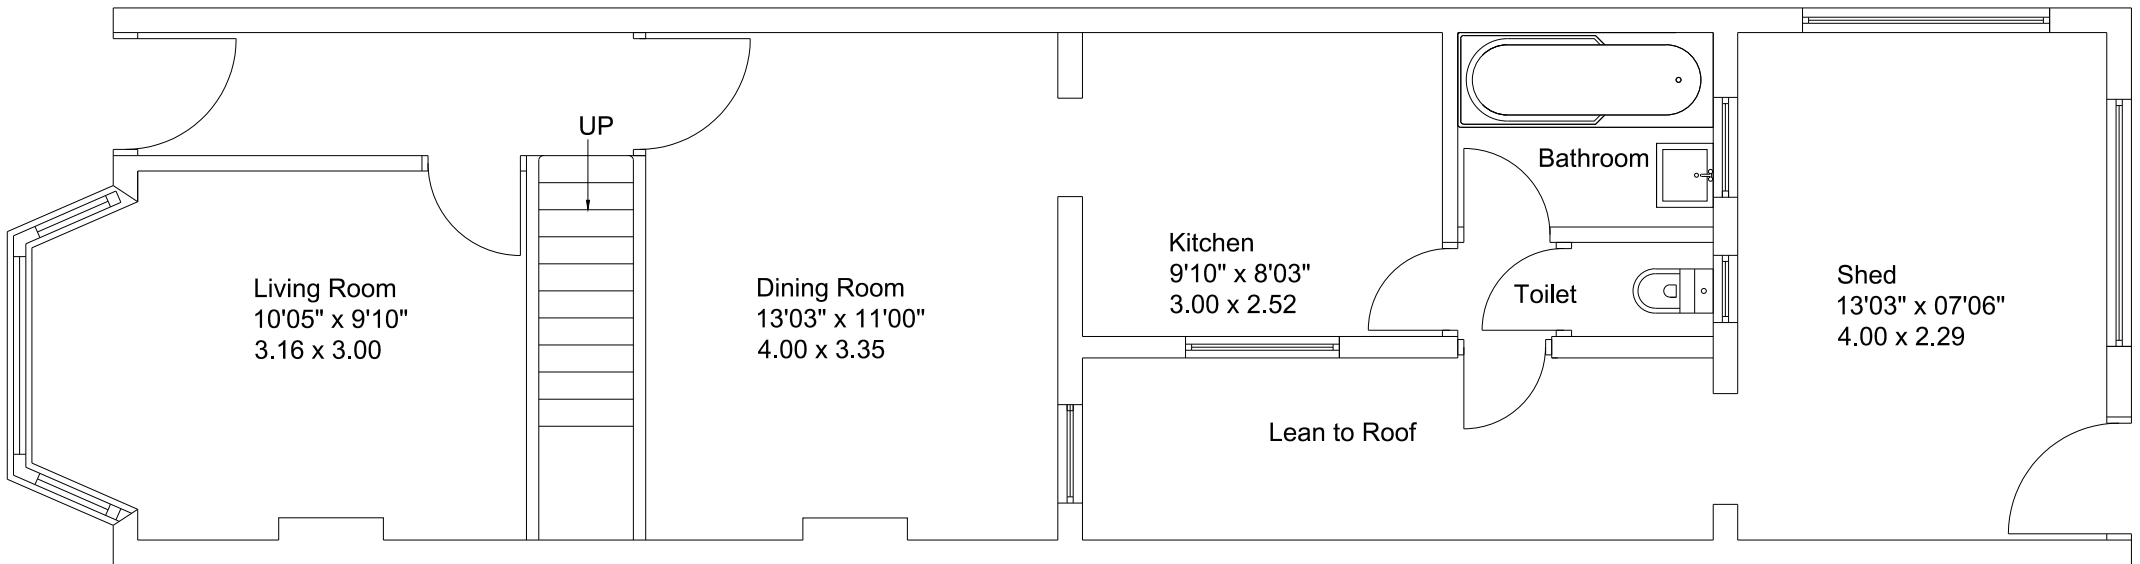 UP
Living Room
10'05" x 9'10"
3.16 x 3.00
Dining Room
13'03" x 11'00"
4.00 x 3.35
Kitchen
9'10" x 8'03"
3.00 x 2.52
Bathroom
Toilet
Lean to Roof
Shed
13'03" x 07'06"
4.00 x 2.29